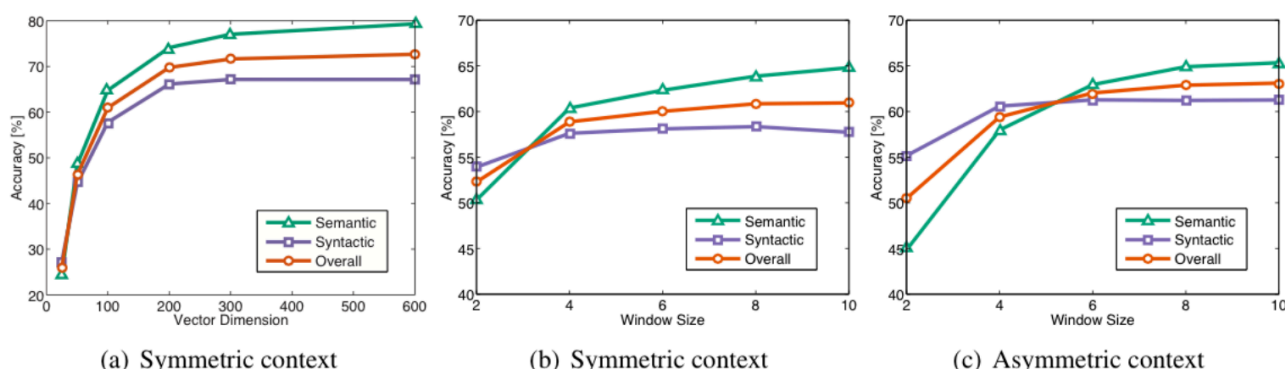 80
70
60
50
40
30
20
Accuracy [%]
0 100 200 300 400 500 600
Vector Dimension
Semantic
Syntactic
Overall
(a) Symmetric context
70
65
60
55
50
45
40
Accuracy [%]
2 4 6 8 10
Window Size
Semantic
Syntactic
Overall
(b) Symmetric context
70
65
60
55
50
45
40
Accuracy [%]
2 4 6 8 10
Window Size
Semantic
Syntactic
Overall
(c) Asymmetric context